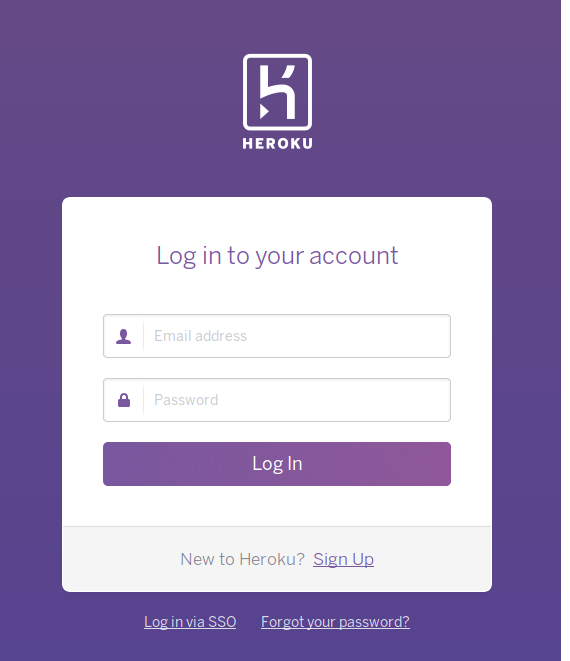 HEROKU
Log in to your account
Email address
Password
Log In
New to Heroku? Sign Up
Log in via SSO Forgot your password?